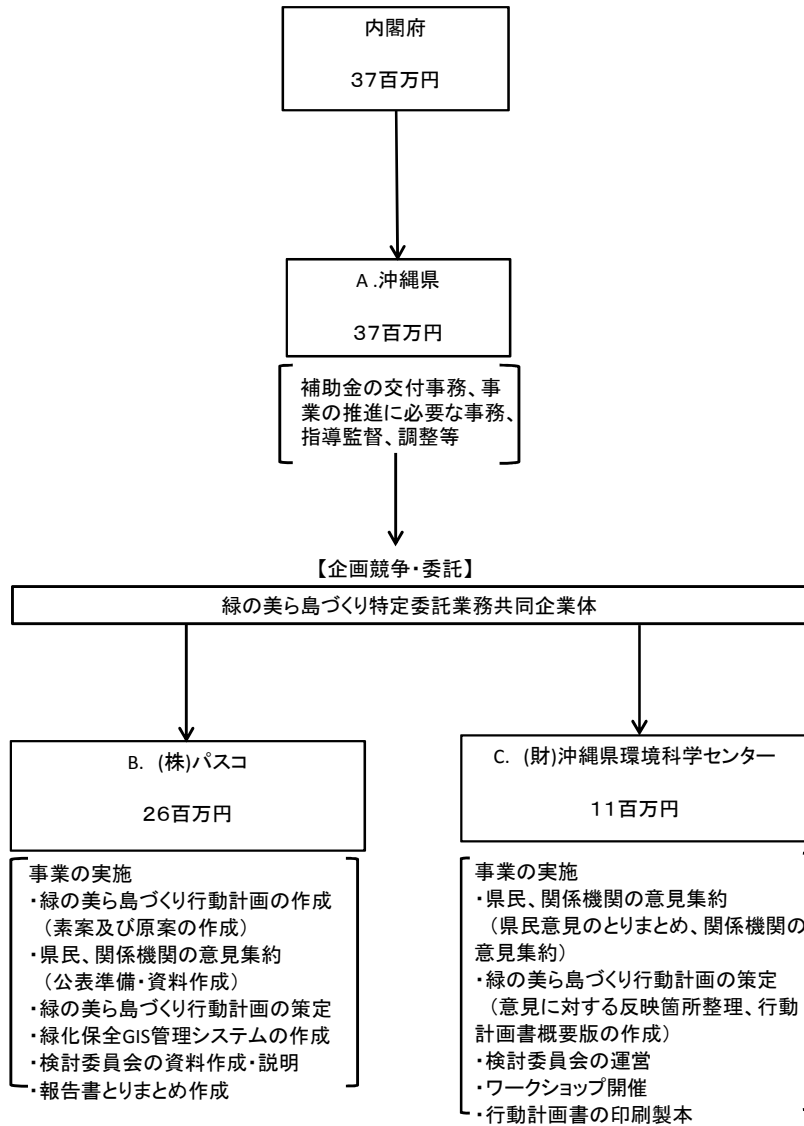 内閣府
37百万円
A .沖縄県
37百万円
補助金の交付事務、事
業の推進に必要な事務、
指導監督、調整等
【企画競争・委託】
緑の美ら島づくり特定委託業務共同企業体
B. (株)パスコ
26百万円
事業の実施
・緑の美ら島づくり行動計画の作成
（素案及び原案の作成）
・県民、関係機関の意見集約
（公表準備・資料作成）
・緑の美ら島づくり行動計画の策定
・緑化保全GIS管理システムの作成
・検討委員会の資料作成・説明
・報告書とりまとめ作成
C. (財)沖縄県環境科学センター
11百万円
事業の実施
・県民、関係機関の意見集約
（県民意見のとりまとめ、関係機関の
意見集約）
・緑の美ら島づくり行動計画の策定
（意見に対する反映箇所整理、行動
計画書概要版の作成）
・検討委員会の運営
・ワークショップ開催
・行動計画書の印刷製本